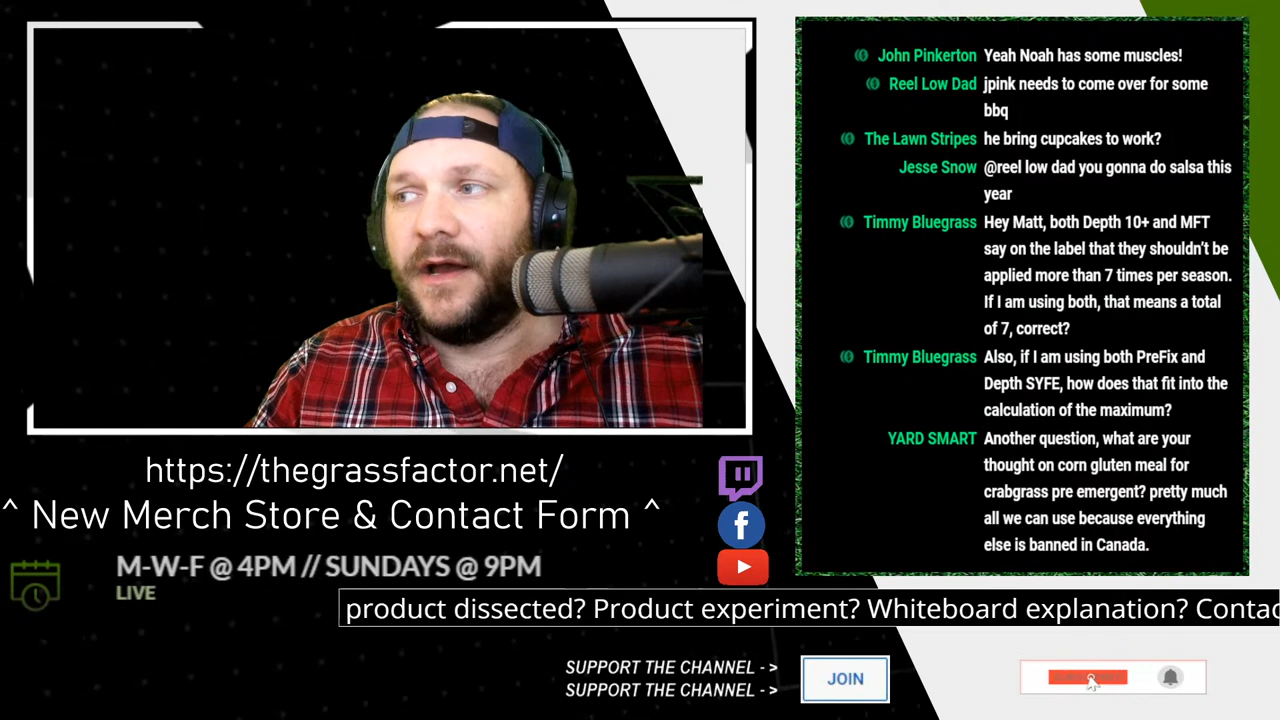 John Pinkerton Yeah Noah has some muscles!
Reel Low Dad jpink needs to come over for some
bbq
The Lawn Stripes he bring cupcakes to work?
Jesse Snow @reel low dad you gonna do salsa this
year
Timmy Bluegrass Hey Matt, both Depth 10+ and MFT
say on the label that they shouldn't be
applied more than 7 times per season.
If I am using both, that means a total
of 7, correct?
Timmy Bluegrass Also, if I am using both PreFix and
Depth SYFE, how does that fit into the
calculation of the maximum?
YARD SMART Another question, what are your
thought on corn gluten meal for
crabgrass pre emergent? pretty much
all we can use because everything
else is banned in Canada.
https://thegrassfactor.net/
^ New Merch Store & Contact Form ^
M-W-F @ 4PM // SUNDAYS @ 9PM
LIVE
product dissected? Product experiment? Whiteboard explanation? Contac
SUPPORT THE CHANNEL - >
SUPPORT THE CHANNEL - >
JOIN